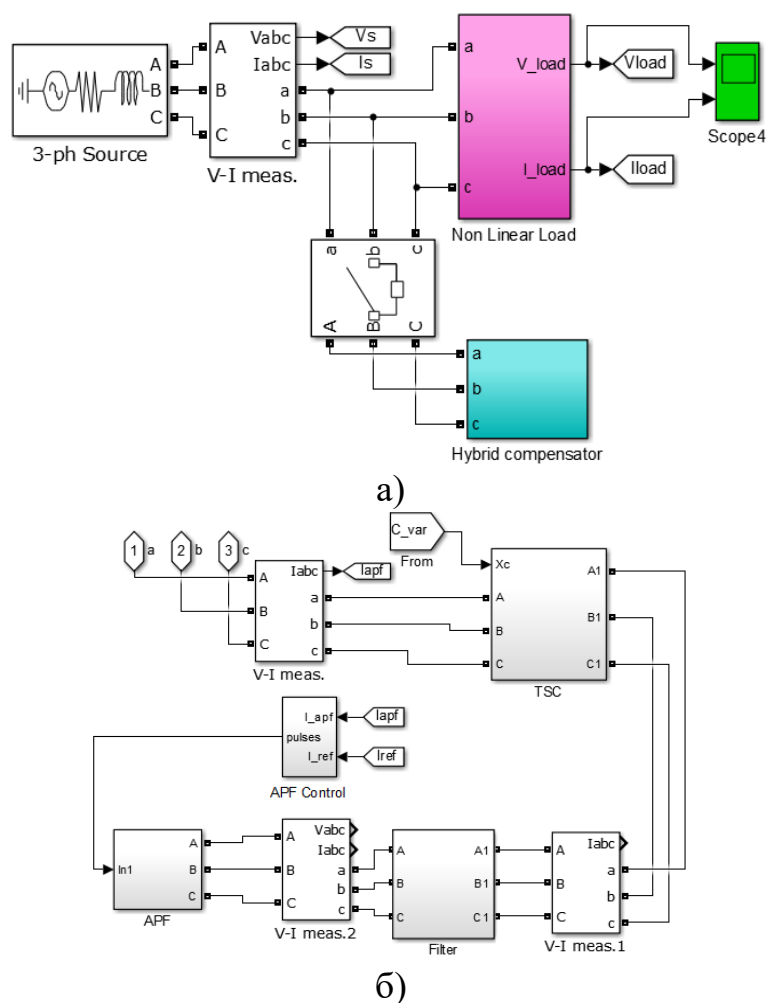 Vabc
Vs
Iabc
Is
A
B
C
A
B
C
a
b
c
3-ph Source
V-I meas.
a
b
c
V_load
Vload
I_load
Iload
Scope4
Non Linear Load
a
b
c
A
B
C
a
b
c
Hybrid compensator
а)
1
a
2
b
3
c
C_var
From
Iabc
Iapf
A
B
C
a
b
c
V-I meas.
Xc
A
B
C
A1
B1
C1
TSC
I_apf
Iapf
pulses
I_ref
Iref
APF Control
In1
A
B
C
APF
Vabc
Iabc
A
B
C
a
b
c
V-I meas.2
A
B
C
A1
B1
C1
Filter
Iabc
A
B
C
a
b
c
V-I meas.1
б)